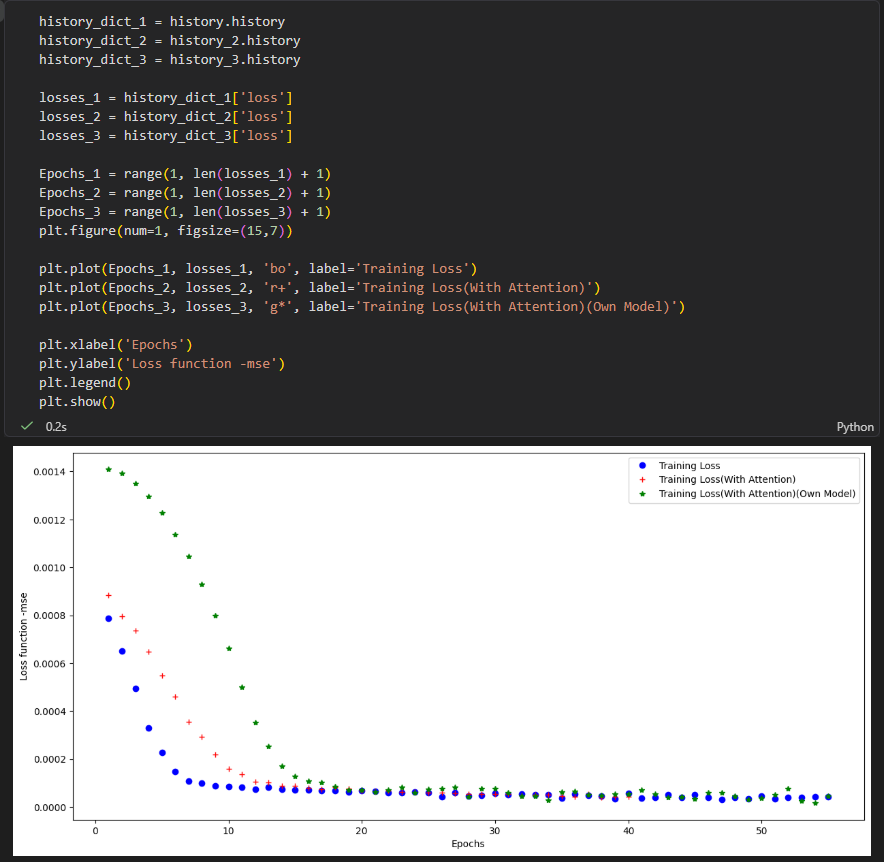 history_dict_1 = history.history
history_dict_2 = history_2.history
history_dict_3 = history_3.history
losses_1 = history_dict_1['loss']
losses_2 = history_dict_2['loss']
losses_3 = history_dict_3['loss']
Epochs_1 = range(1, len(losses_1) + 1)
Epochs_2 = range(1, len(losses_2) + 1)
Epochs_3 = range(1, len(losses_3) + 1)
plt.figure(num=1, figsize=(15,7))
plt.plot(Epochs_1, losses_1, 'bo', label='Training Loss')
plt.plot(Epochs_2, losses_2, 'r+', label='Training Loss(With Attention)')
plt.plot(Epochs_3, losses_3, 'g*', label='Training Loss(With Attention)(Own Model)')
plt.xlabel('Epochs')
plt.ylabel('Loss function -mse')
plt.legend()
plt.show()
0.2s
Python
Training Loss
Training Loss(With Attention)
Training Loss(With Attention)(Own Model)
0.0014
0.0012
0.0010
0.0008
0.0006
0.0004
0.0002
0.0000
Loss function -mse
0 10 20 30 40 50
Epochs